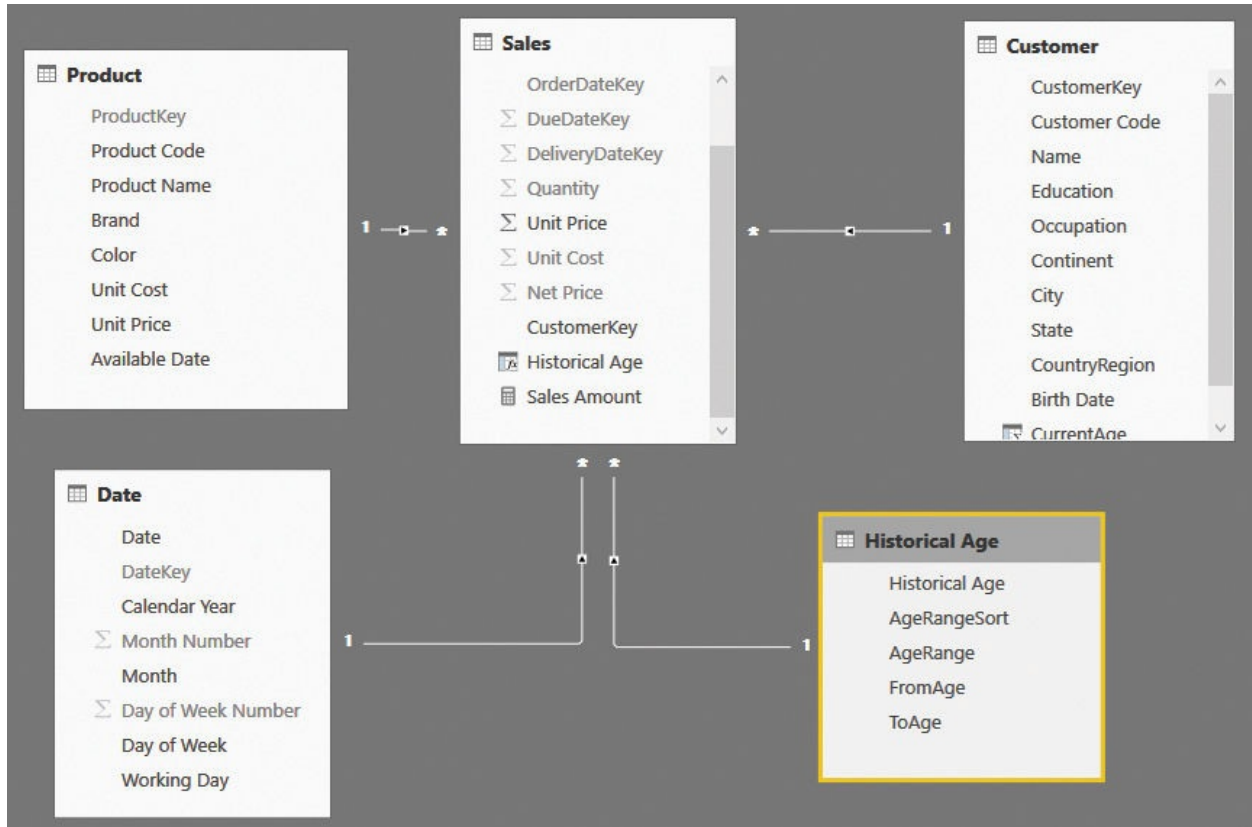 Product
ProductKey
Product Code
Product Name
Brand
Color
Unit Cost
Unit Price
Available Date
1
*
Sales
OrderDateKey
Σ DueDateKey
Σ DeliveryDateKey
Σ Quantity
Σ Unit Price
Σ Unit Cost
Σ Net Price
CustomerKey
Historical Age
Sales Amount
*
1
Customer
CustomerKey
Customer Code
Name
Education
Occupation
Continent
City
State
CountryRegion
Birth Date
CurrentAge
*
*
Date
Date
DateKey
Calendar Year
Σ Month Number
Month
Σ Day of Week Number
Day of Week
Working Day
1
1
Historical Age
Historical Age
AgeRangeSort
AgeRange
FromAge
ToAge